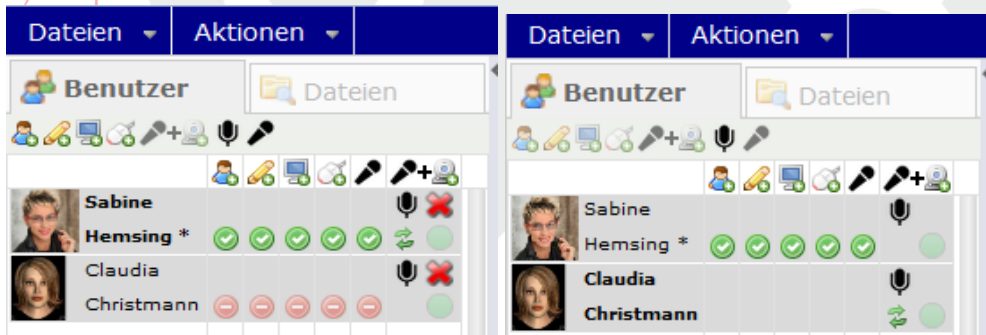 Dateien Aktionen
Benutzer Dateien
Sabine
Hemsing *
Claudia
Christmann
Dateien Aktionen
Benutzer Dateien
Sabine
Hemsing *
Claudia
Christmann